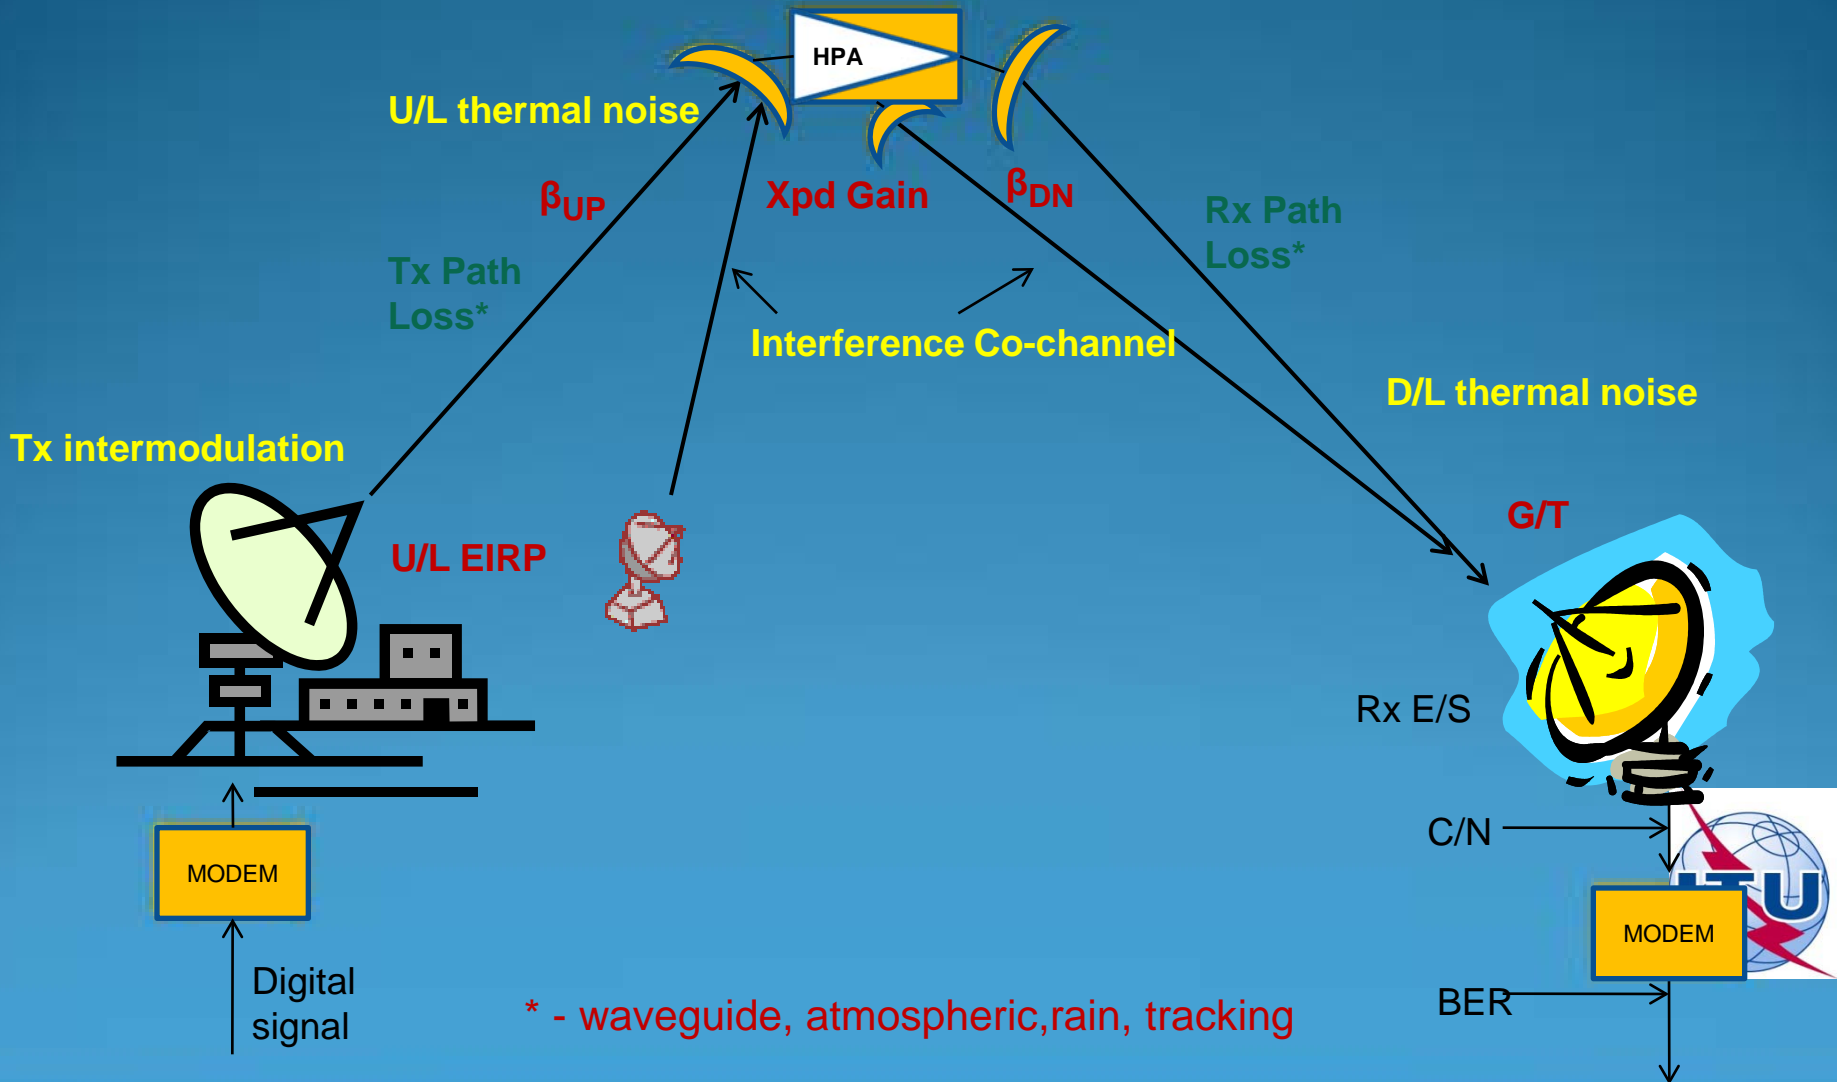 HPA
U/L thermal noise
βUP
Xpd Gain
βDN
Rx Path
Loss*
Tx Path
Loss*
Interference Co-channel
D/L thermal noise
Tx intermodulation
G/T
U/L EIRP
Rx E/S
C/N
MODEM
ITU
MODEM
Digital
signal
BER
* - waveguide, atmospheric,rain, tracking